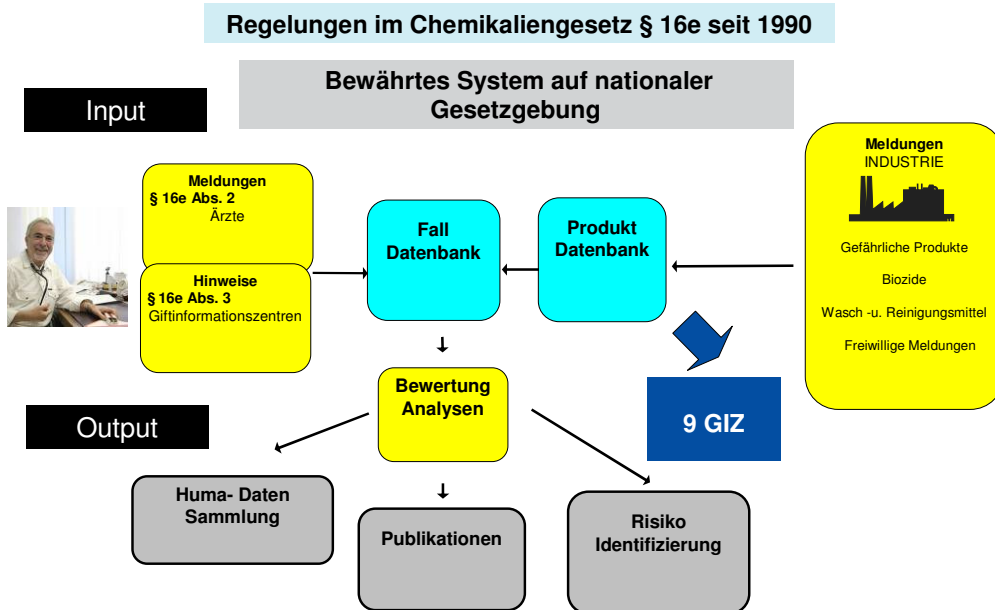 Regelungen im Chemikaliengesetz § 16e seit 1990
Bewährtes System auf nationaler
Gesetzgebung
Input
Meldungen
§ 16e Abs. 2
Ärzte
Hinweise
§ 16e Abs. 3
Giftinformationszentren
Fall
Datenbank
Produkt
Datenbank
Meldungen
INDUSTRIE
Gefährliche Produkte
Biozide
Wasch -u. Reinigungsmittel
Freiwillige Meldungen
Bewertung
Analysen
9 GIZ
Output
Huma- Daten
Sammlung
Publikationen
Risiko
Identifizierung